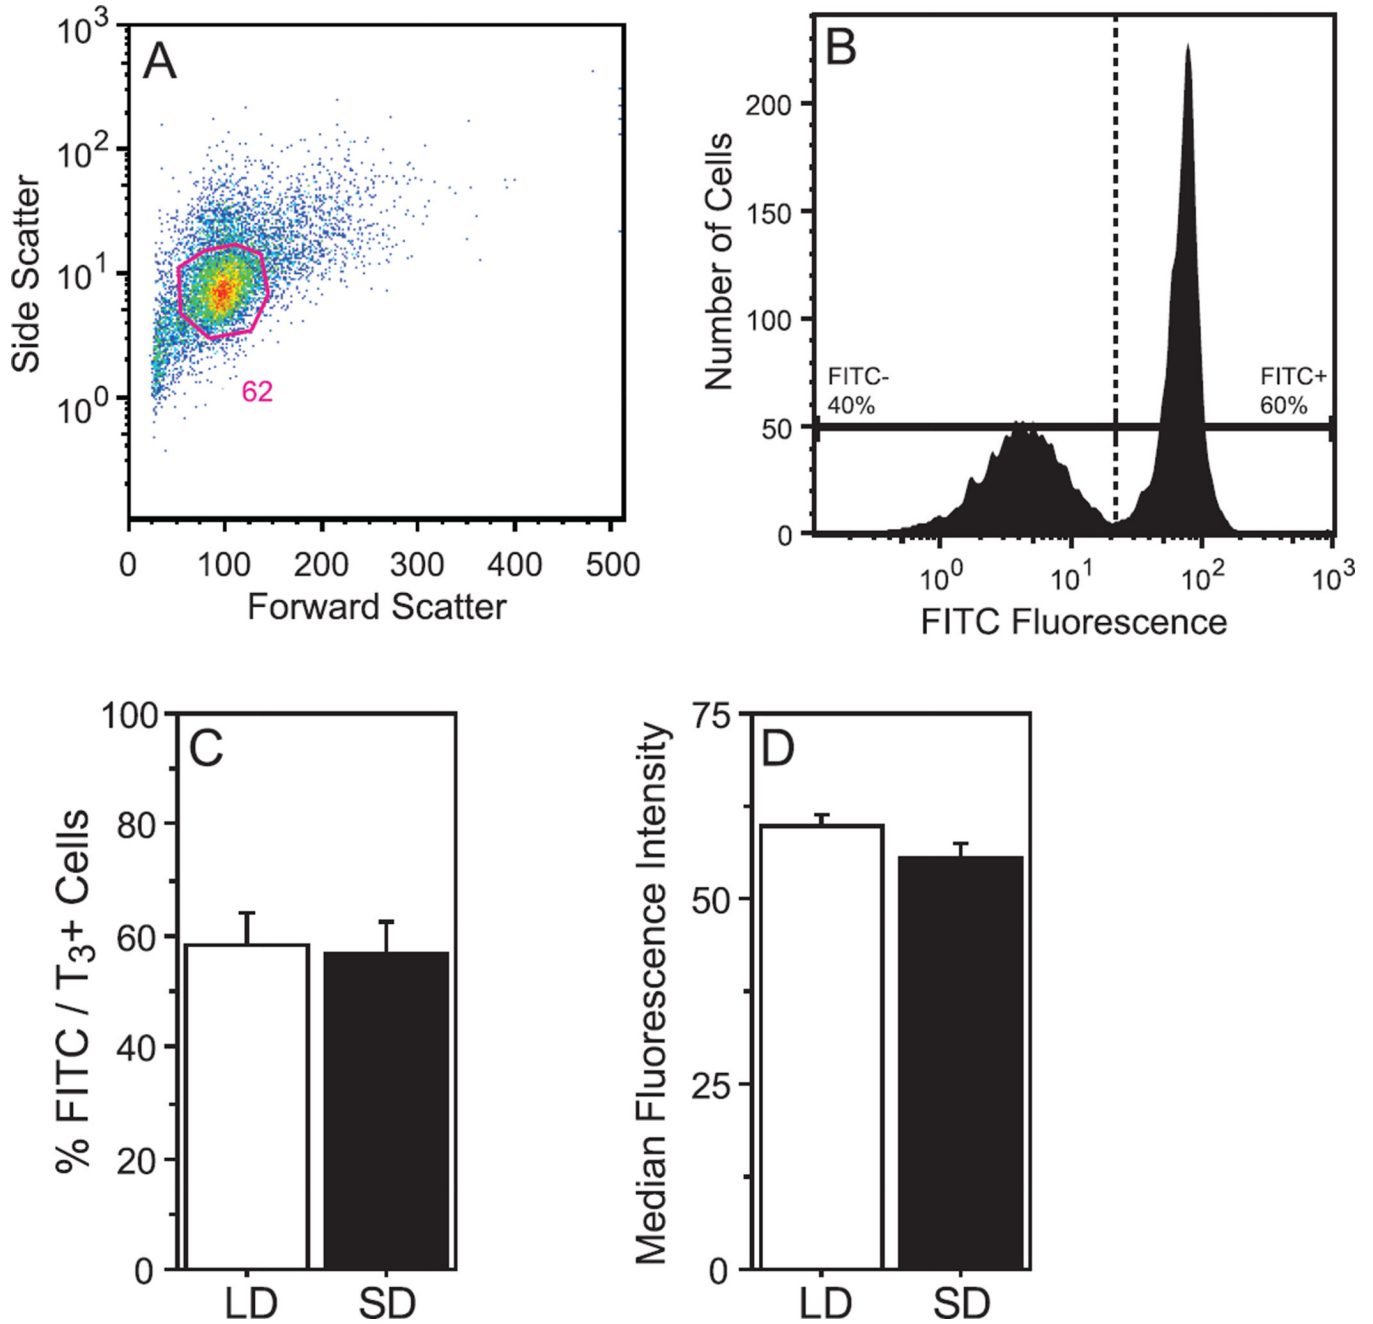 A
10³
10²
10¹
10⁰
Side Scatter
62
0 100 200 300 400 500
Forward Scatter
B
200
150
100
50
0
Number of Cells
FITC-
40%
FITC+
60%
10⁰ 10¹ 10² 10³
FITC Fluorescence
C
100
80
60
40
20
0
% FITC / T₃+ Cells
LD SD
D
75
50
25
0
Median Fluorescence Intensity
LD SD